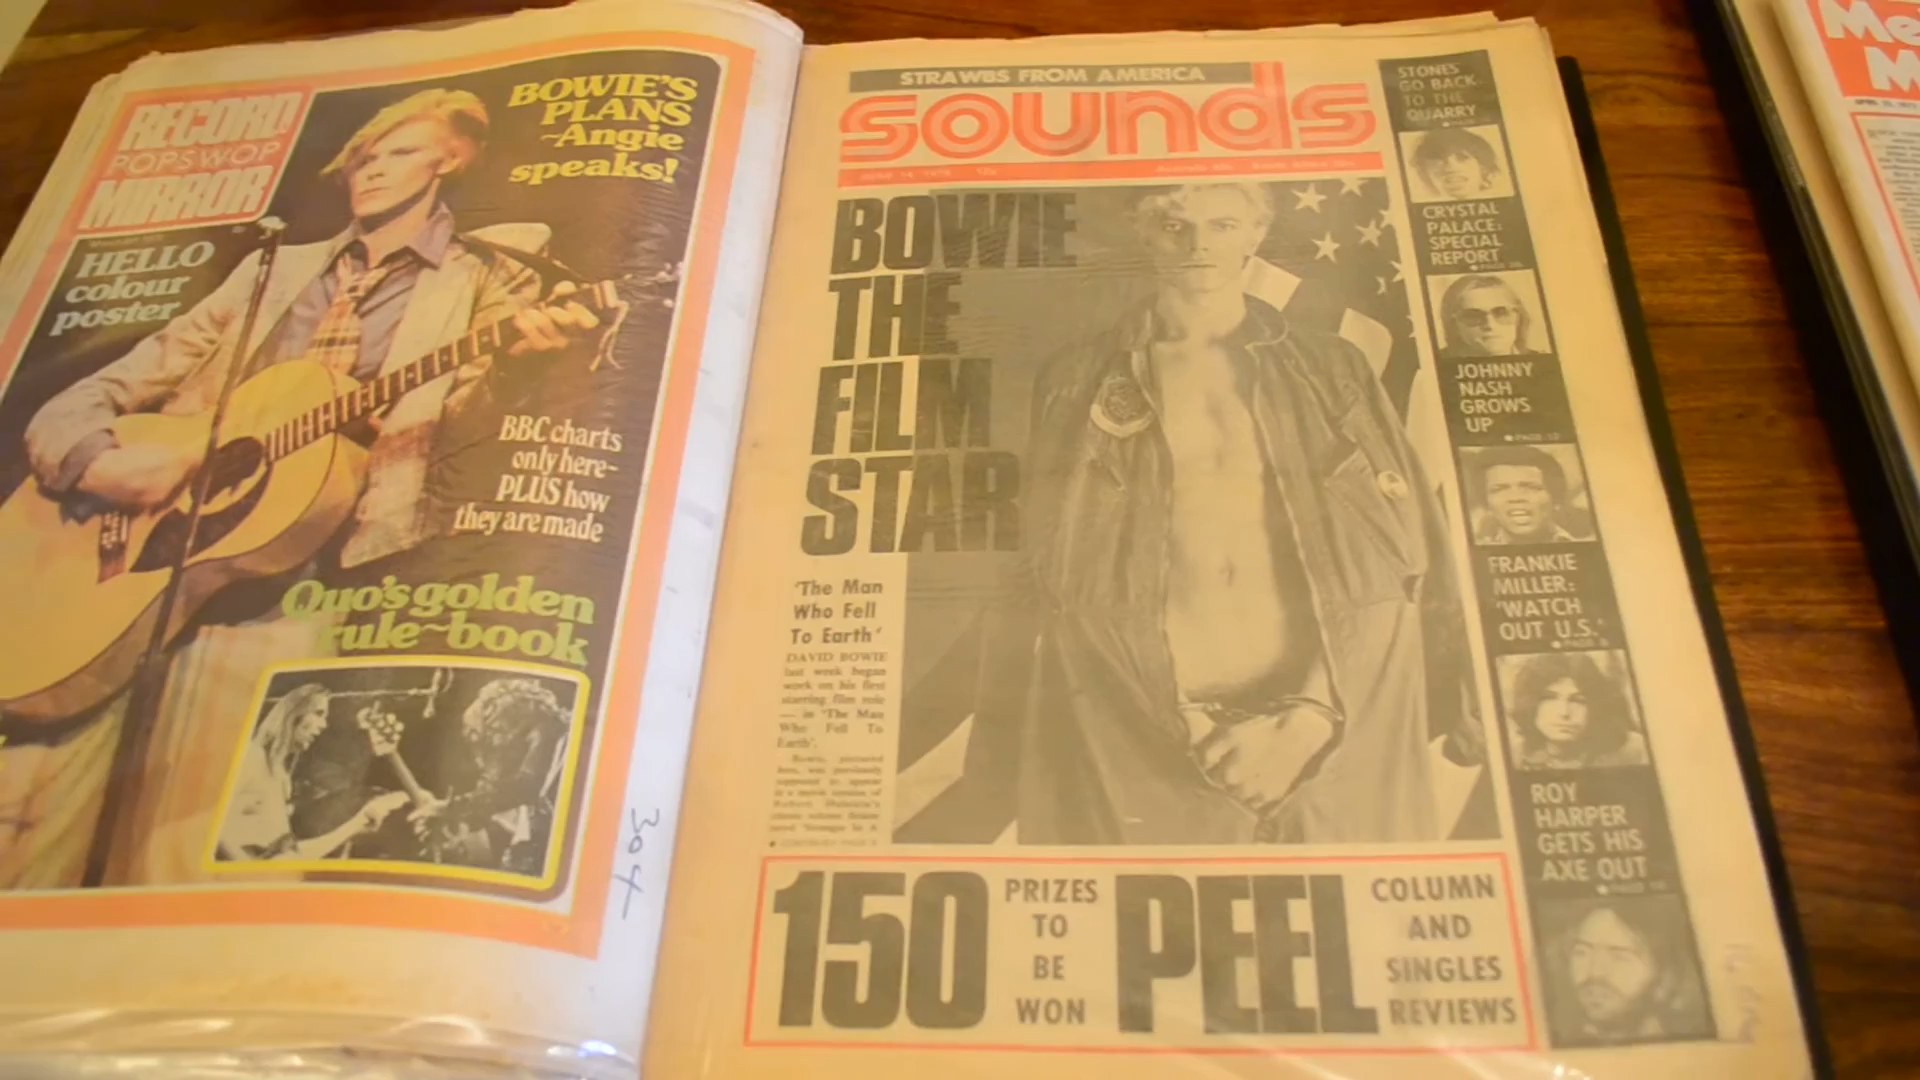 RECORD
POPSWOP
MIRROR
BOWIE'S
PLANS
~Angie
speaks!
HELLO
colour
poster
BBC charts
only here-
PLUS how
they are made
Quo's golden
rule~book
304
STRAWBS FROM AMERICA
sounds
BOWIE
THE
FILM
STAR
'The Man
Who Fell
To Earth'
DAVID BOWIE
last week began
work on his first
starring film role
— in 'The Man
Who Fell To
Earth'.
STONES
GO BACK
TO THE
QUARRY
CRYSTAL
PALACE:
SPECIAL
REPORT
JOHNNY
NASH
GROWS
UP
● PAGE 12
FRANKIE
MILLER:
'WATCH
OUT U.S.'
ROY
HARPER
GETS HIS
AXE OUT
150
PRIZES
TO
BE
WON
PEEL
COLUMN
AND
SINGLES
REVIEWS
Me
M